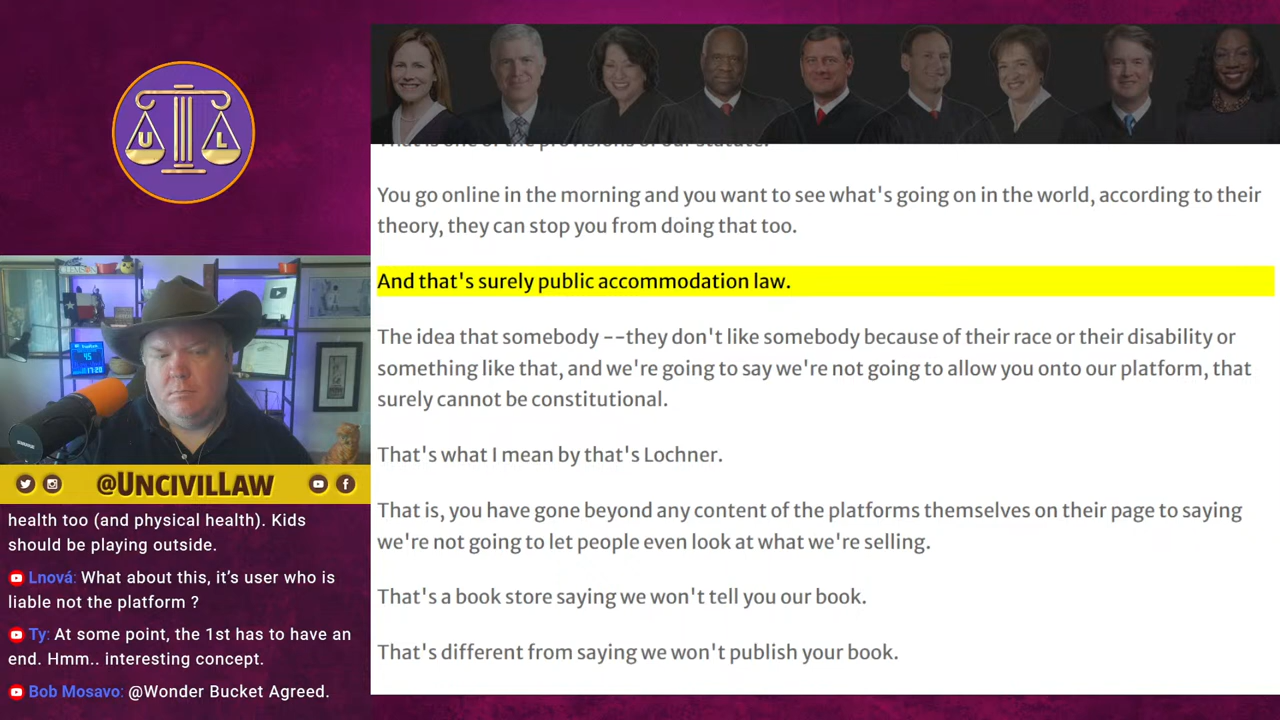 U L
That is one of the provisions of our statute.
You go online in the morning and you want to see what's going on in the world, according to their
theory, they can stop you from doing that too.
And that's surely public accommodation law.
The idea that somebody --they don't like somebody because of their race or their disability or
something like that, and we're going to say we're not going to allow you onto our platform, that
surely cannot be constitutional.
That's what I mean by that's Lochner.
That is, you have gone beyond any content of the platforms themselves on their page to saying
we're not going to let people even look at what we're selling.
That's a book store saying we won't tell you our book.
That's different from saying we won't publish your book.
@UNCIVILLAW
health too (and physical health). Kids
should be playing outside.
Lnová: What about this, it's user who is
liable not the platform ?
Ty: At some point, the 1st has to have an
end. Hmm.. interesting concept.
Bob Mosavo: @Wonder Bucket Agreed.